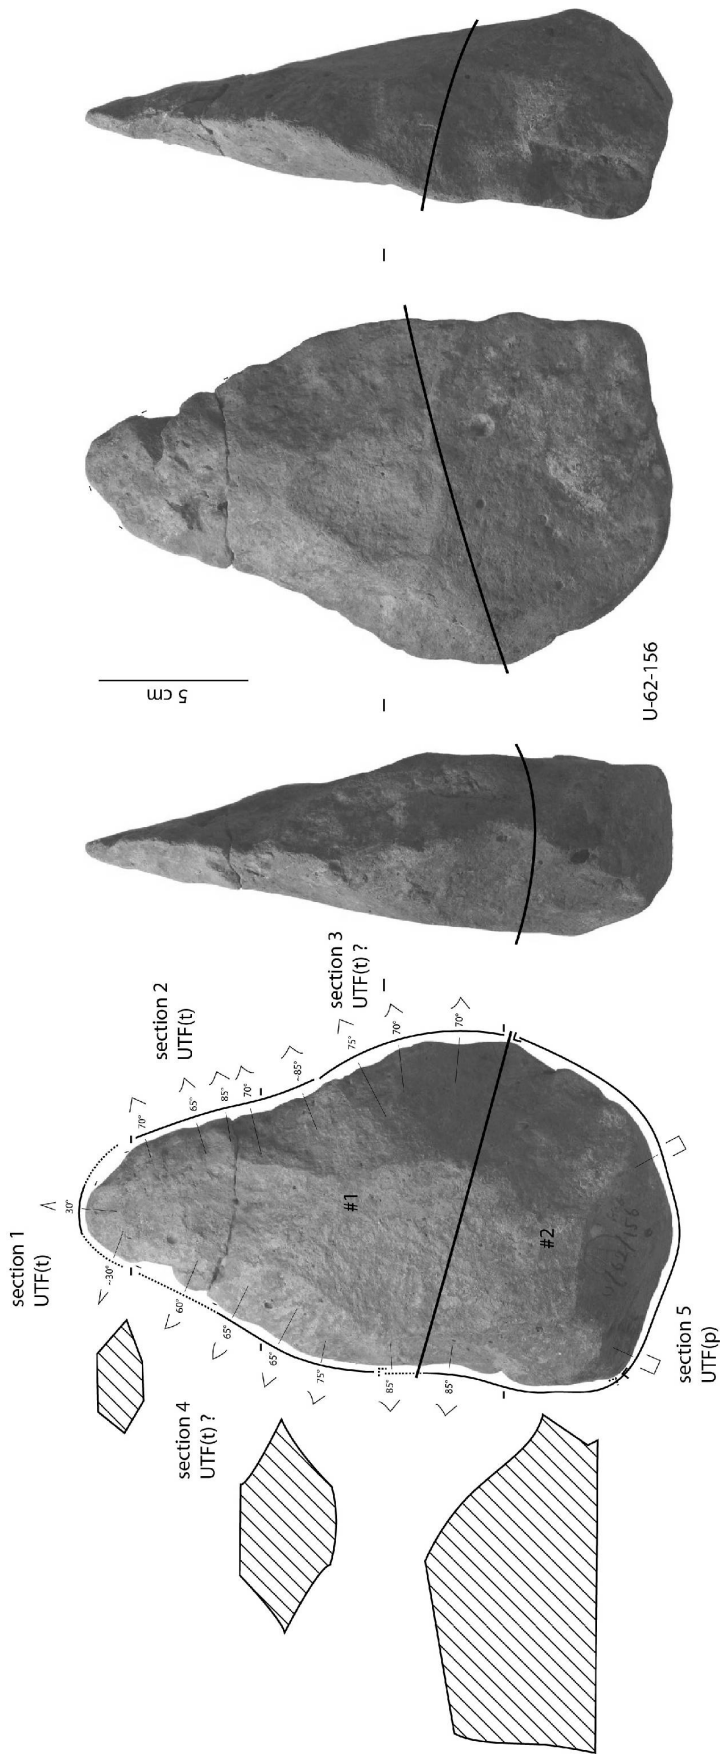 section 1
UTF(t)
section 2
UTF(t)
section 3
UTF(t) ?
section 4
UTF(t) ?
section 5
UTF(p)
30°
~30°
60°
65°
65°
75°
85°
85°
70°
65°
85°
70°
~85°
75°
70°
70°
#1
#2
5 cm
U-62-156